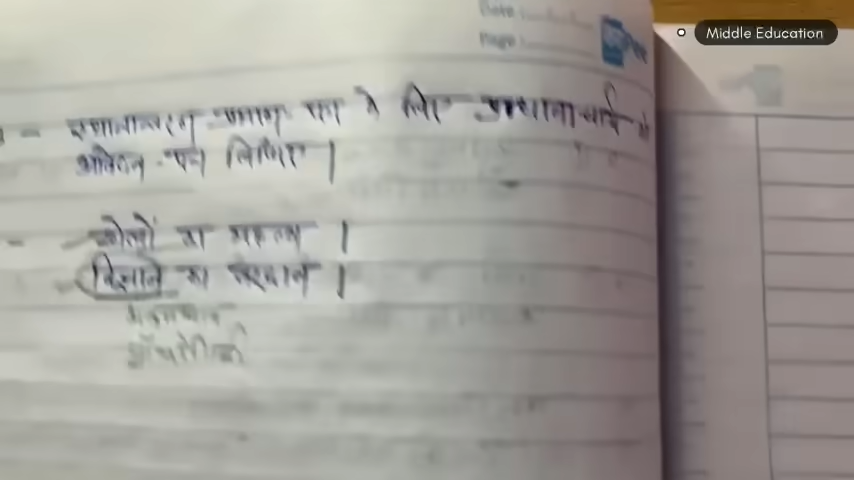 Date :
Page :
Middle Education
स्थानान्तरण प्रमाण पत्र के लिए प्रधानाचार्य को
आवेदन पत्र लिखिए |
खेलों का महत्व |
विज्ञान का वरदान |